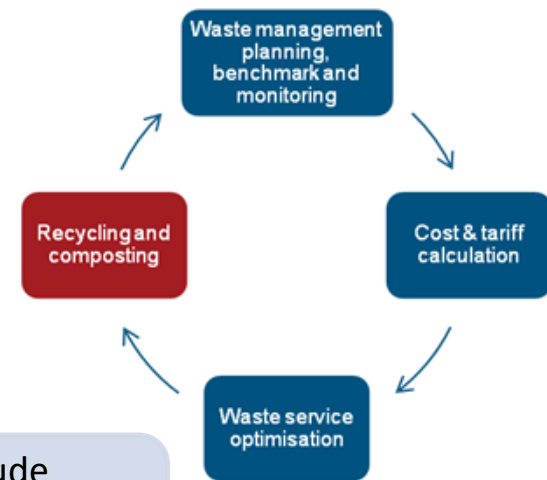 Waste management
planning,
benchmark and
monitoring
Recycling and
composting
Cost & tariff
calculation
Waste service
optimisation